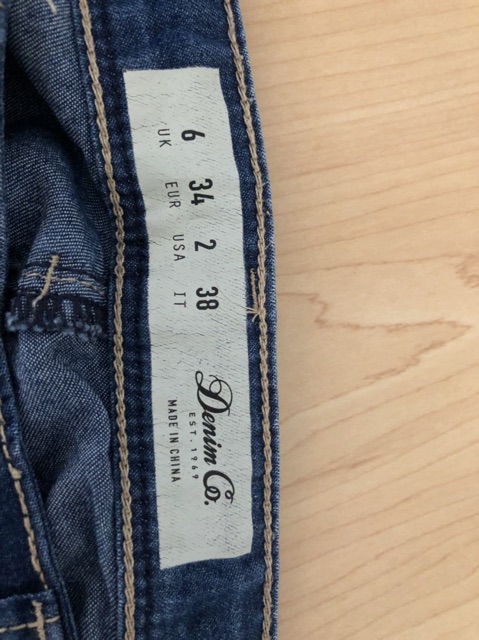 6 34 2 38
UK EUR USA IT
Denim Co.
EST. 1969
MADE IN CHINA